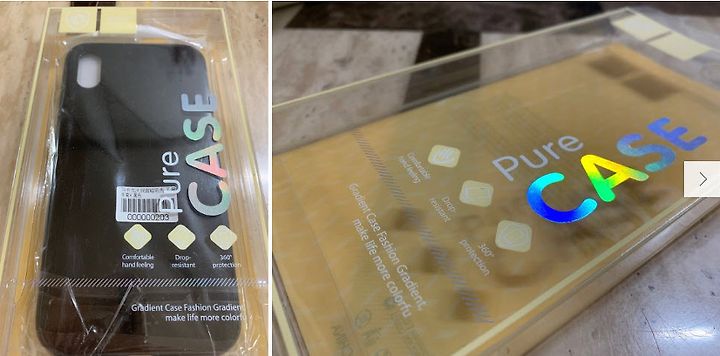 Pure
CASE
000000203
Comfortable
hand feeling
Drop-
resistant
360°
protection
Gradient Case Fashion Gradient,
make life more colorfu
Pure
CASE
Comfortable
hand feeling
Drop-
resistant
360°
protection
Gradient Case Fashion Gradient,
make life more colorfu